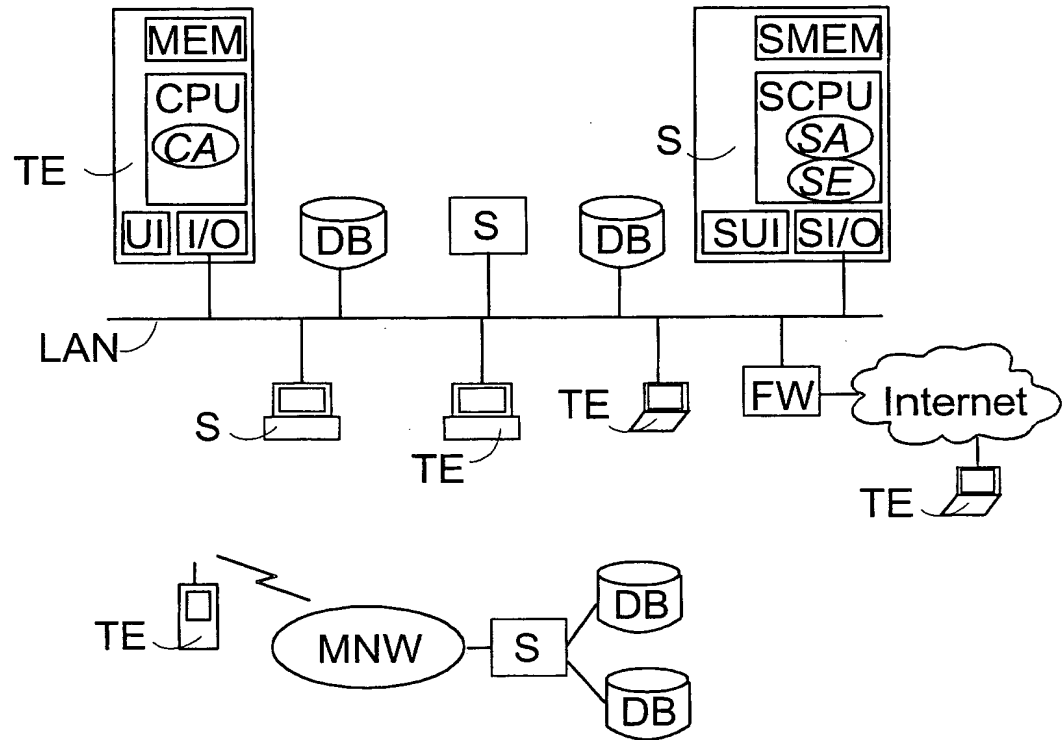 MEM
SMEM
CPU
SCPU
CA
SA
TE
S
SE
UI I/O
DB
S
DB
SUI SI/O
LAN
TE
FW
Internet
S
TE
TE
DB
TE
MNW
S
DB